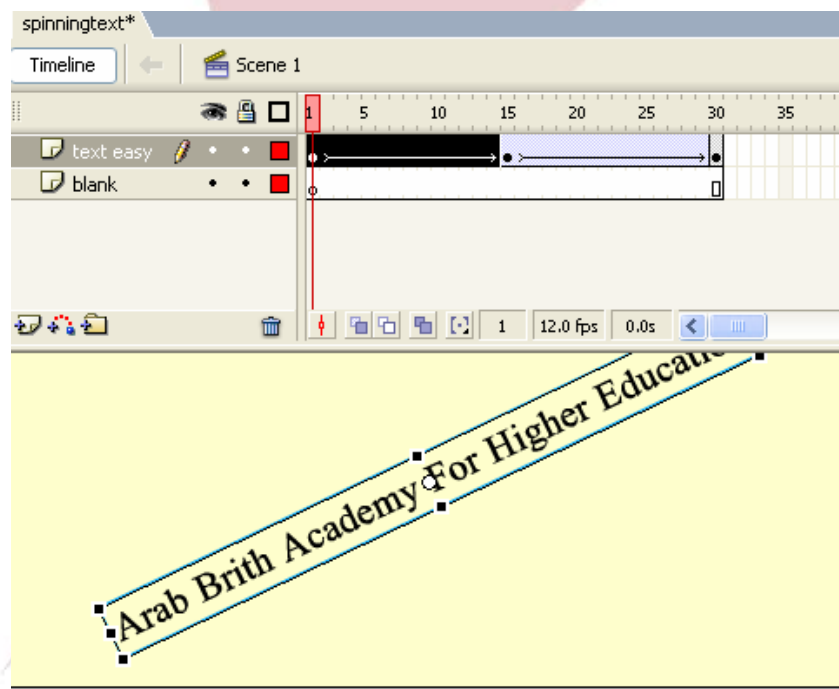 spinningtext*
Timeline
Scene 1
1 5 10 15 20 25 30 35
text easy
blank
1 12.0 fps 0.0s
Arab Brith Academy For Higher Educatio